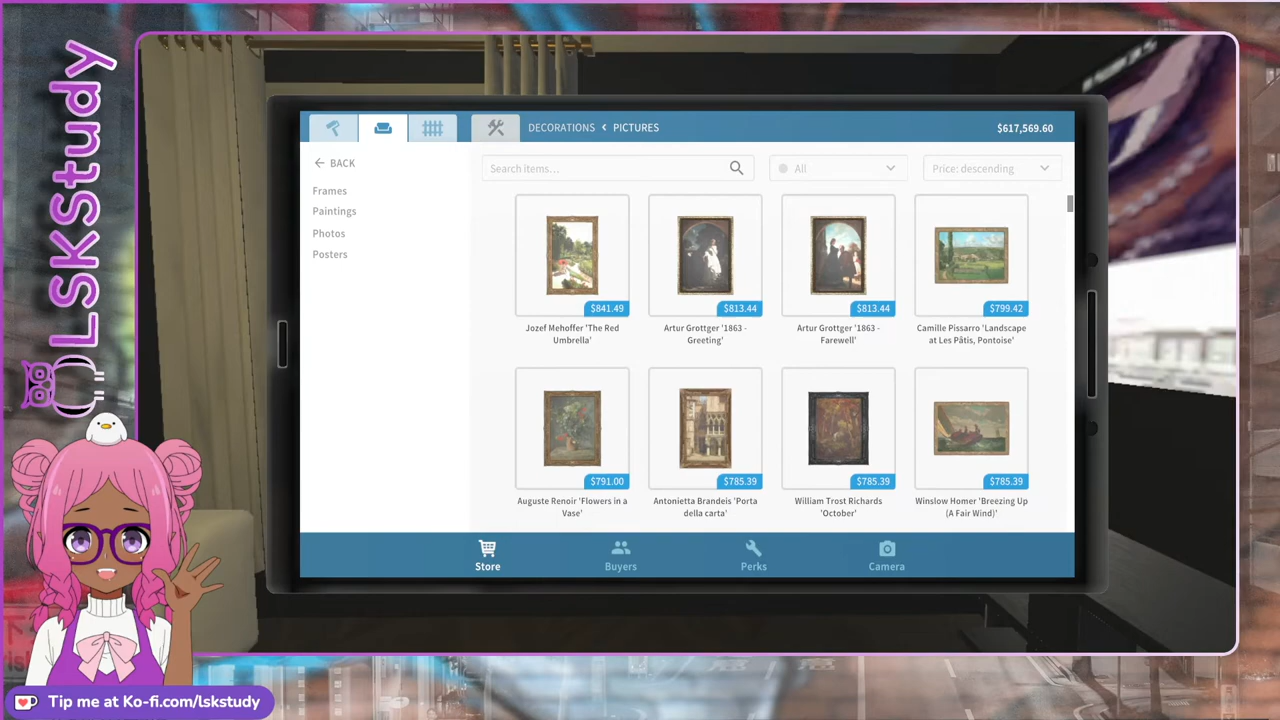 LSKStudy
DECORATIONS < PICTURES
$617,569.60
BACK
Frames
Paintings
Photos
Posters
Search items...
All
Price: descending
$841.49
Jozef Mehoffer 'The Red
Umbrella'
$813.44
Artur Grottger '1863 -
Greeting'
$813.44
Artur Grottger '1863 -
Farewell'
$799.42
Camille Pissarro 'Landscape
at Les Pâtis, Pontoise'
$791.00
Auguste Renoir 'Flowers in a
Vase'
$785.39
Antonietta Brandeis 'Porta
della carta'
$785.39
William Trost Richards
'October'
$785.39
Winslow Homer 'Breezing Up
(A Fair Wind)'
Store
Buyers
Perks
Camera
Tip me at Ko-fi.com/lskstudy